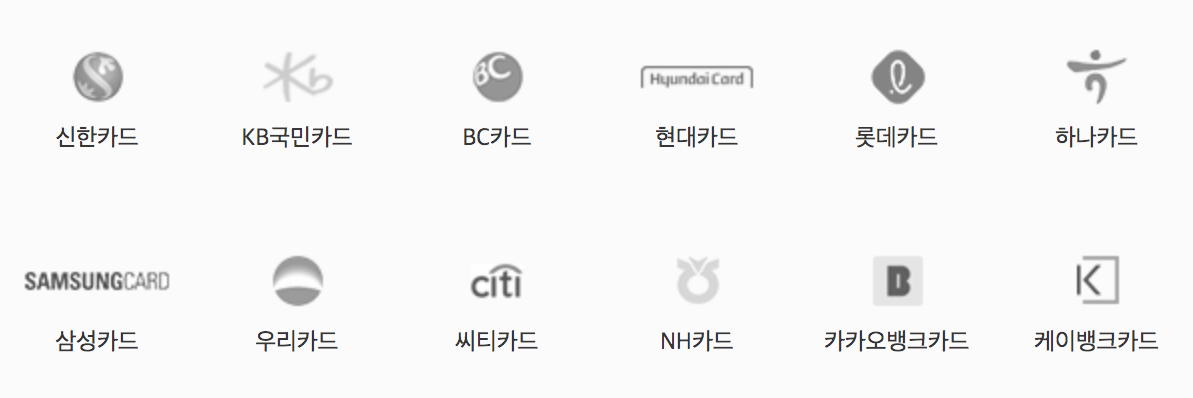 Kb BC Hyundai Card
신한카드 KB국민카드 BC카드 현대카드 롯데카드 하나카드
SAMSUNGCARD citi B K
삼성카드 우리카드 씨티카드 NH카드 카카오뱅크카드 케이뱅크카드